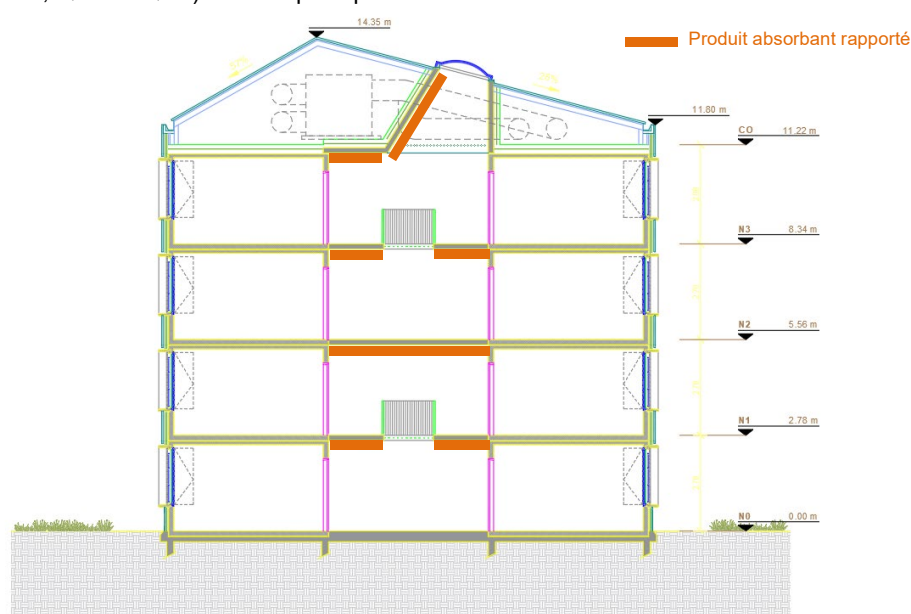 14.35 m
Produit absorbant rapporté
11.80 m
CO 11.22 m
N3 8.34 m
N2 5.56 m
N1 2.78 m
N0 0.00 m